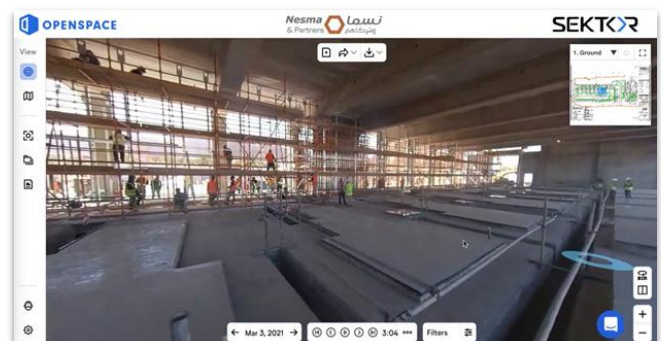 OPENSPACE
Nesma نسما
& Partners وشركاهم
SEKTOR
View
1. Ground
Mar 3, 2021
3:04
Filters